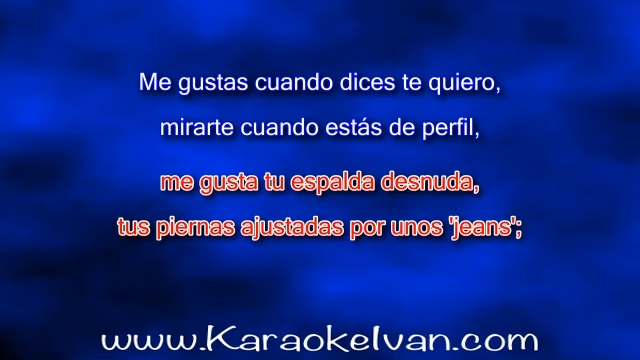 Me gustas cuando dices te quiero,
mirarte cuando estás de perfil,
me gusta tu espalda desnuda,
tus piernas ajustadas por unos 'jeans';
www.KaraokeIvan.com